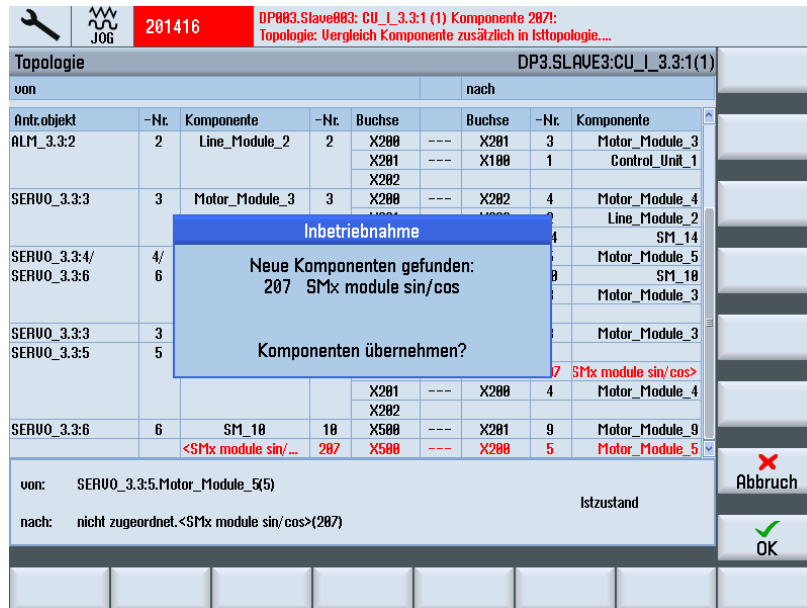 JOG
201416
DP003.Slave003: CU_I_3.3:1 (1) Komponente 207!:
Topologie: Vergleich Komponente zusätzlich in Isttopologie....
Topologie DP3.SLAVE3:CU_I_3.3:1(1)
von nach
Antr.objekt -Nr. Komponente -Nr. Buchse Buchse -Nr. Komponente
ALM_3.3:2 2 Line_Module_2 2 X200 --- X201 3 Motor_Module_3
X201 --- X100 1 Control_Unit_1
X202
SERVO_3.3:3 3 Motor_Module_3 3 X200 --- X202 4 Motor_Module_4
Line_Module_2
SM_14
SERVO_3.3:4/ 4/ Motor_Module_5
SERVO_3.3:6 6 SM_10
Motor_Module_3
SERVO_3.3:3 3 Motor_Module_3
SERVO_3.3:5 5
SMx module sin/cos>
X201 --- X200 4 Motor_Module_4
X202
SERVO_3.3:6 6 SM_10 10 X500 --- X201 9 Motor_Module_9
<SMx module sin/... 207 X500 --- X200 5 Motor_Module_5
Inbetriebnahme
Neue Komponenten gefunden:
207 SMx module sin/cos
Komponenten übernehmen?
von: SERVO_3.3:5.Motor_Module_5(5)
Istzustand
nach: nicht zugeordnet.<SMx module sin/cos>(207)
Abbruch
OK